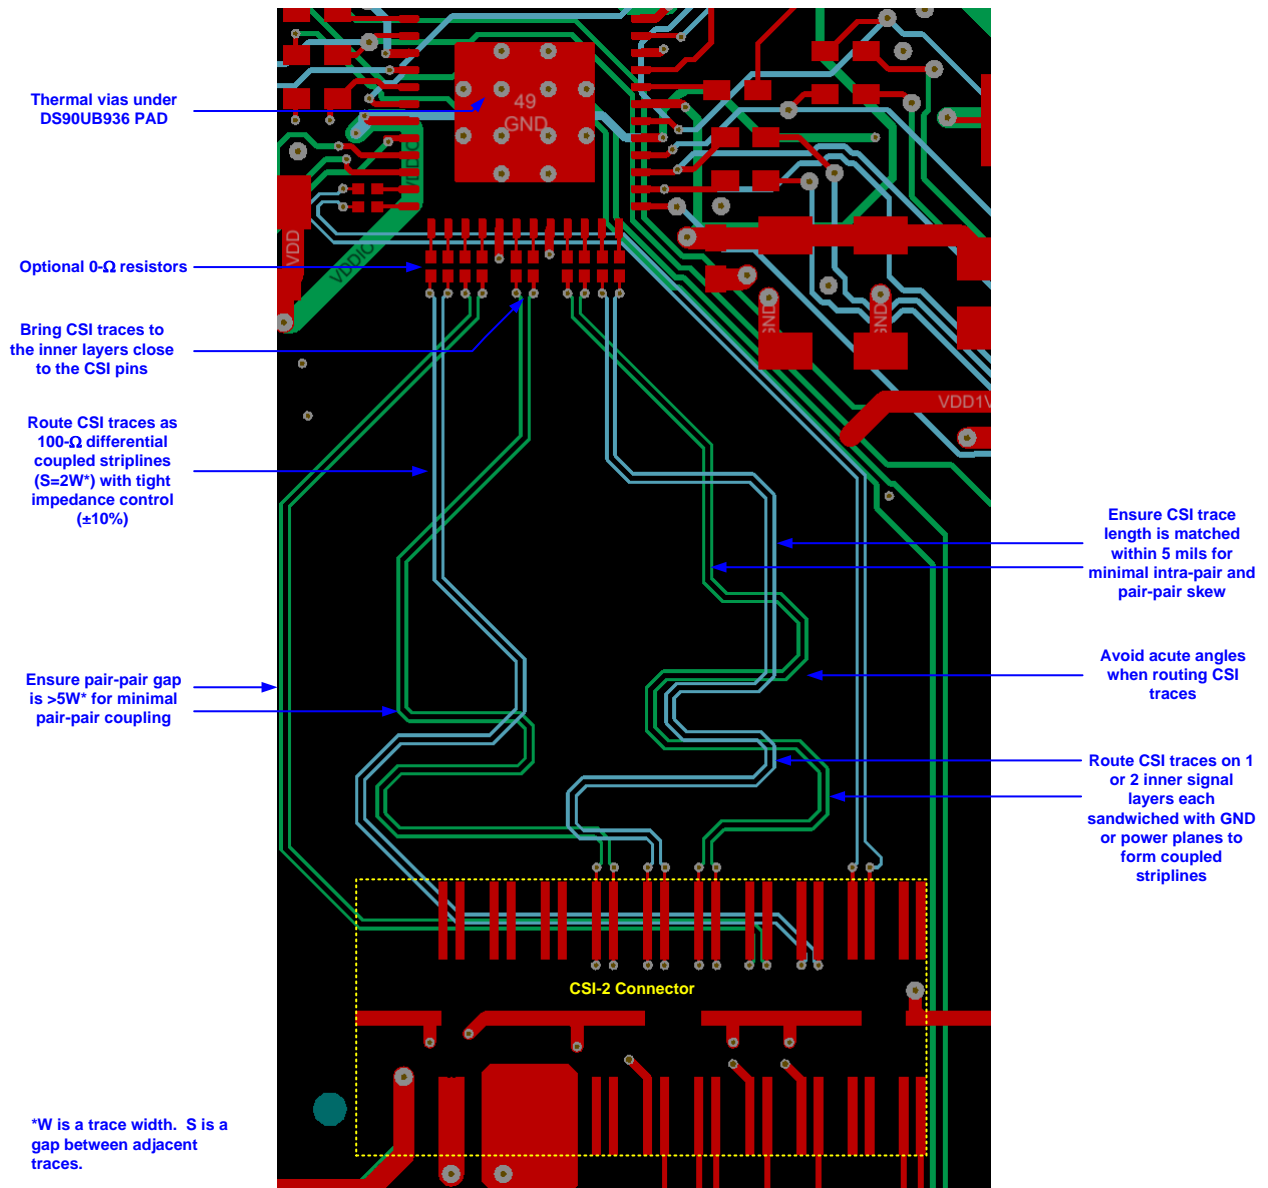 Thermal vias under
DS90UB936 PAD
49
GND
VDDIO
VDD
VDDIO
Optional 0-Ω resistors
Bring CSI traces to
the inner layers close
to the CSI pins
GND
GND
VDD1V
Route CSI traces as
100-Ω differential
coupled striplines
(S=2W*) with tight
impedance control
(±10%)
Ensure CSI trace
length is matched
within 5 mils for
minimal intra-pair and
pair-pair skew
Ensure pair-pair gap
is >5W* for minimal
pair-pair coupling
Avoid acute angles
when routing CSI
traces
Route CSI traces on 1
or 2 inner signal
layers each
sandwiched with GND
or power planes to
form coupled
striplines
CSI-2 Connector
*W is a trace width.  S is a
gap between adjacent
traces.